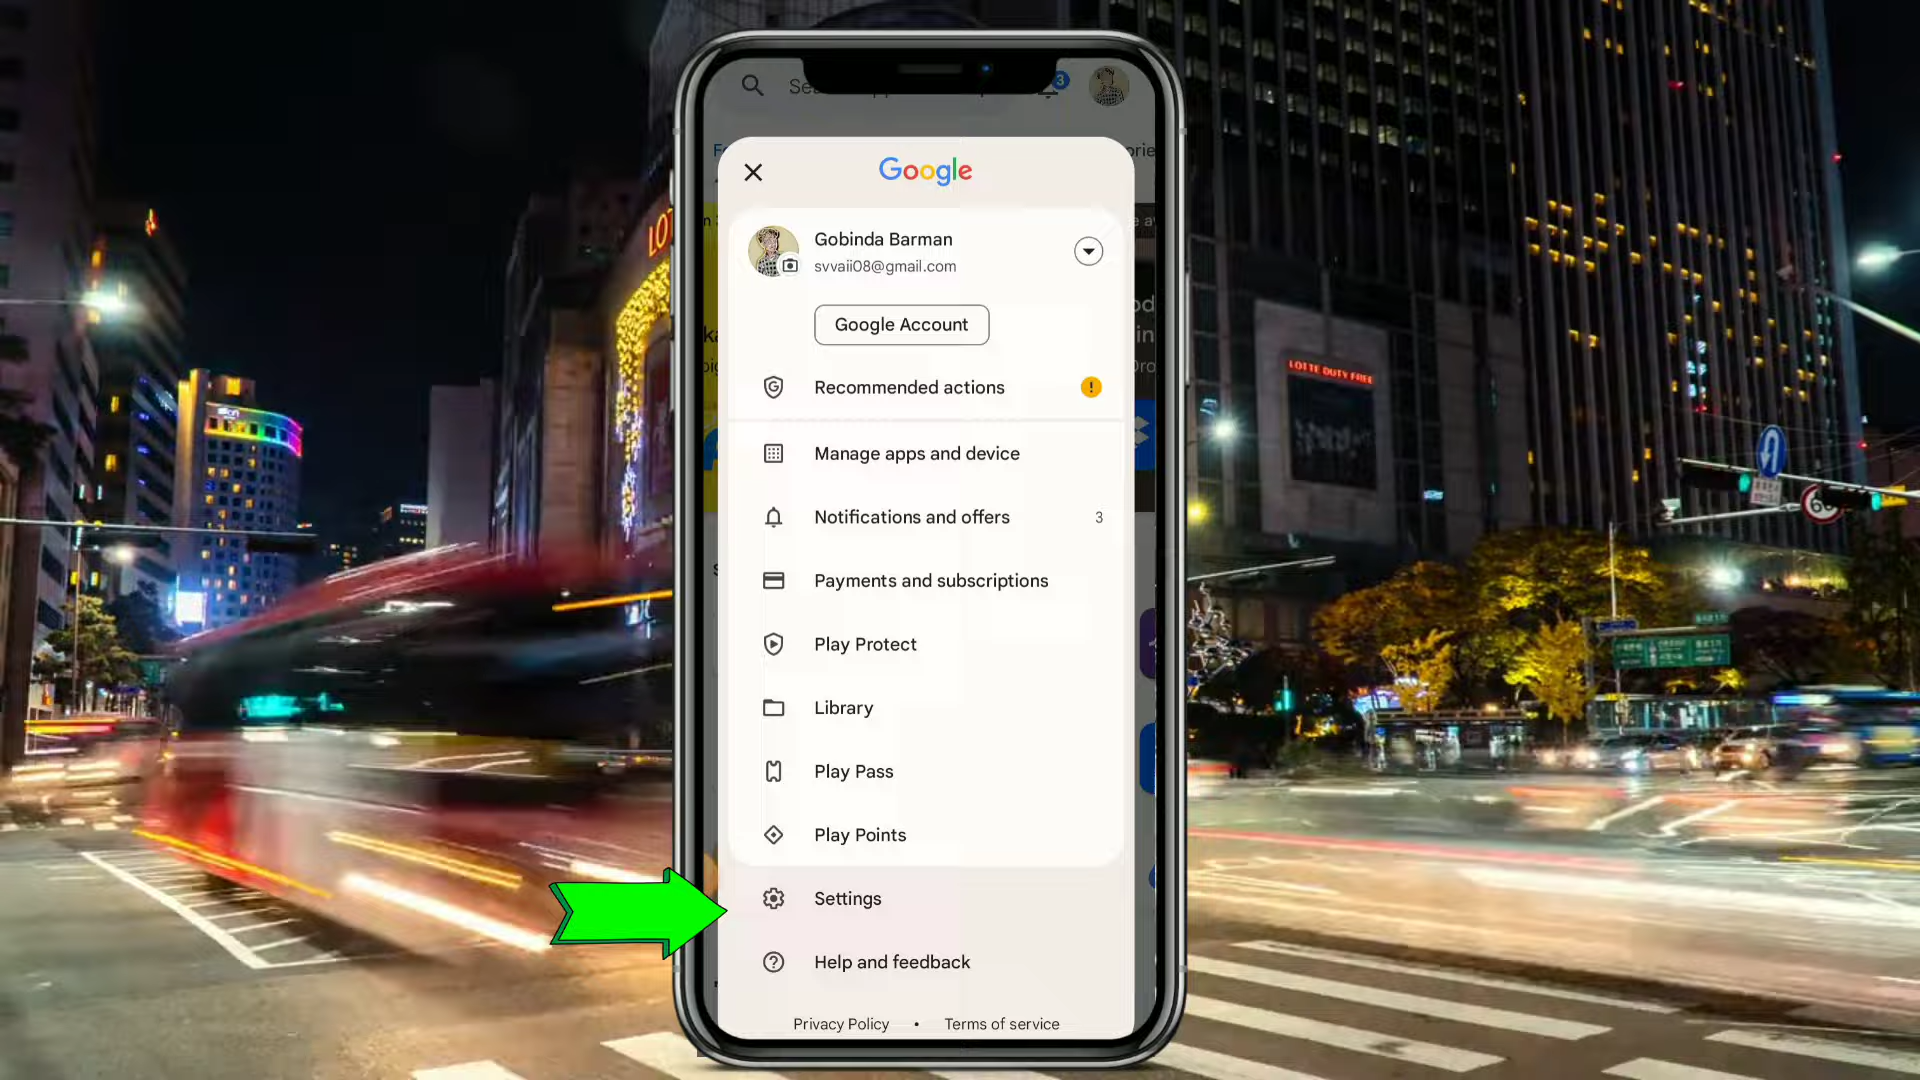 3
Google
Gobinda Barman
svvaii08@gmail.com
Google Account
Recommended actions
Manage apps and device
Notifications and offers 3
Payments and subscriptions
Play Protect
Library
Play Pass
Play Points
Settings
Help and feedback
Privacy Policy • Terms of service
LOTTE DUTY FREE